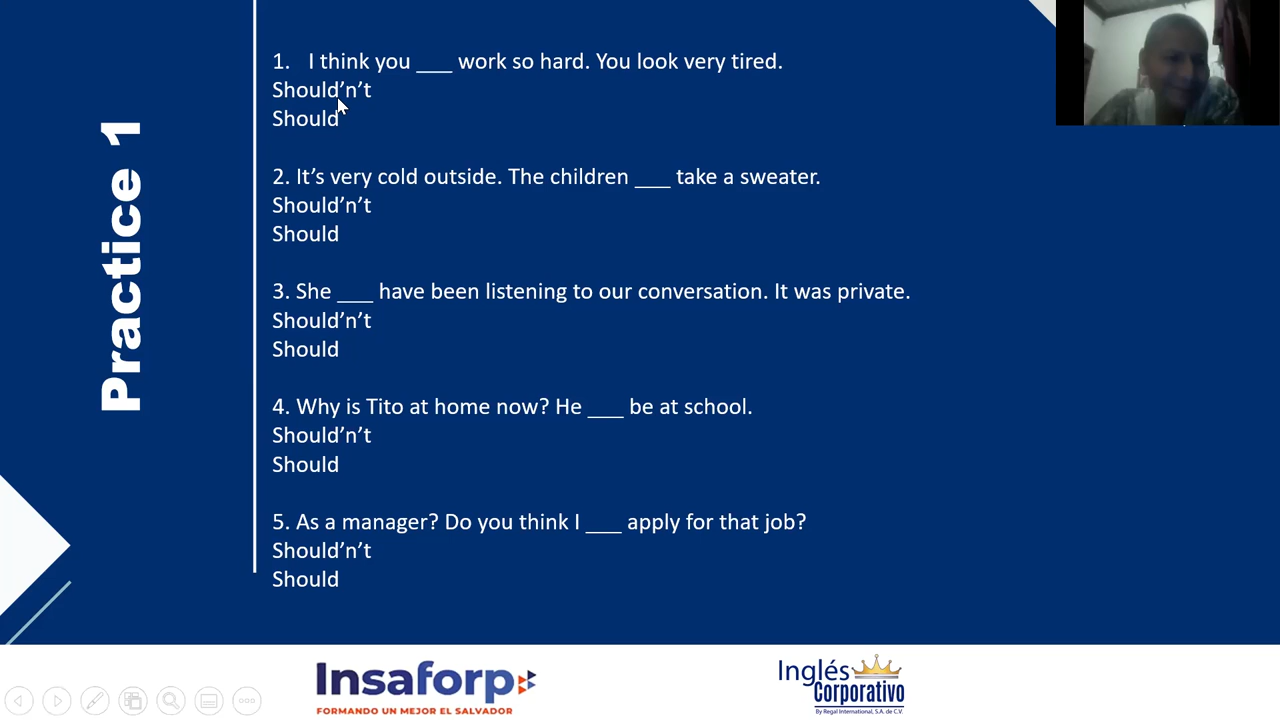 Practice 1
1. I think you ___ work so hard. You look very tired.
Should'n't
Should
2. It's very cold outside. The children ___ take a sweater.
Should'n't
Should
3. She ___ have been listening to our conversation. It was private.
Should'n't
Should
4. Why is Tito at home now? He ___ be at school.
Should'n't
Should
5. As a manager? Do you think I ___ apply for that job?
Should'n't
Should
Insaforp
FORMANDO UN MEJOR EL SALVADOR
Inglés
Corporativo
By Regal International, S.A. de C.V.